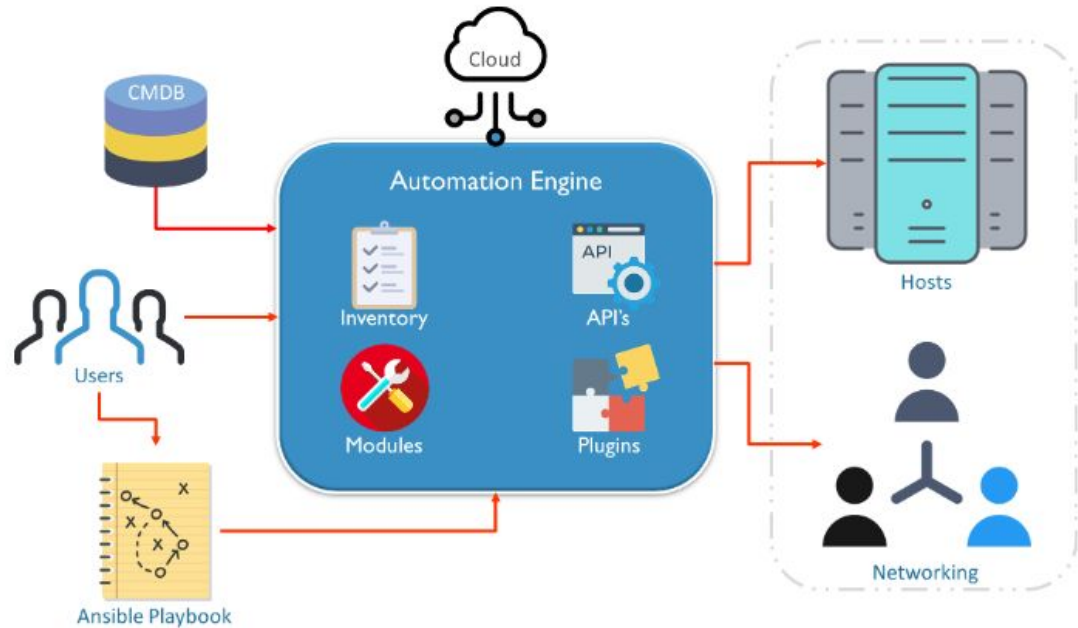 Cloud
CMDB
Automation Engine
API
Inventory
API's
Hosts
Users
Modules
Plugins
Networking
Ansible Playbook